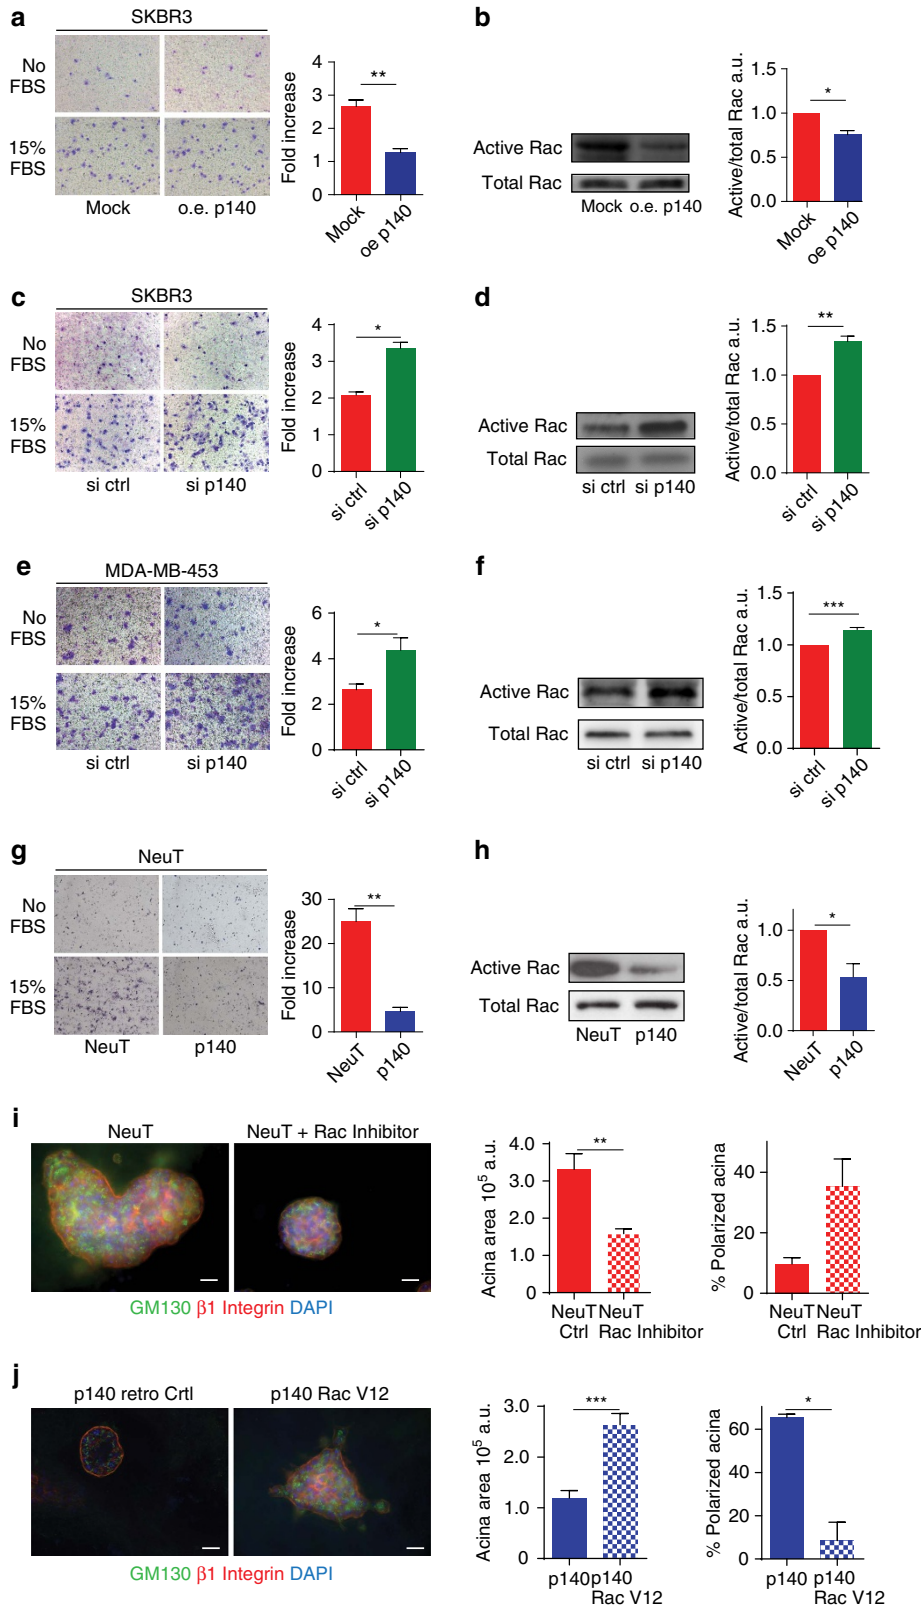 a
SKBR3
No FBS
15% FBS
Mock
o.e. p140
Fold increase
4
3
2
1
0
**
Mock
oe p140
b
Active Rac
Total Rac
Mock o.e. p140
Active/total Rac a.u.
1.5
1.0
0.5
0.0
*
Mock
oe p140
c
SKBR3
No FBS
15% FBS
si ctrl
si p140
Fold increase
4
3
2
1
0
*
si ctrl
si p140
d
Active Rac
Total Rac
si ctrl si p140
Active/total Rac a.u.
1.5
1.0
0.5
0.0
**
si ctrl
si p140
e
MDA-MB-453
No FBS
15% FBS
si ctrl
si p140
Fold increase
6
4
2
0
*
si ctrl
si p140
f
Active Rac
Total Rac
si ctrl si p140
Active/total Rac a.u.
1.5
1.0
0.5
0.0
***
si ctrl
si p140
g
NeuT
No FBS
15% FBS
NeuT
p140
Fold increase
30
20
10
0
**
NeuT
p140
h
Active Rac
Total Rac
NeuT p140
Active/total Rac a.u.
1.0
0.5
0.0
*
NeuT
p140
i
NeuT
NeuT + Rac Inhibitor
GM130 β1 Integrin DAPI
Acina area 10⁵ a.u.
4.0
3.0
2.0
1.0
0
**
NeuT NeuT
Ctrl Rac Inhibitor
% Polarized acina
40
20
0
NeuT NeuT
Ctrl Rac Inhibitor
j
p140 retro Crtl
p140 Rac V12
GM130 β1 Integrin DAPI
Acina area 10⁵ a.u.
3.0
2.0
1.0
0
***
p140 p140
Rac V12
% Polarized acina
60
40
20
0
*
p140 p140
Rac V12